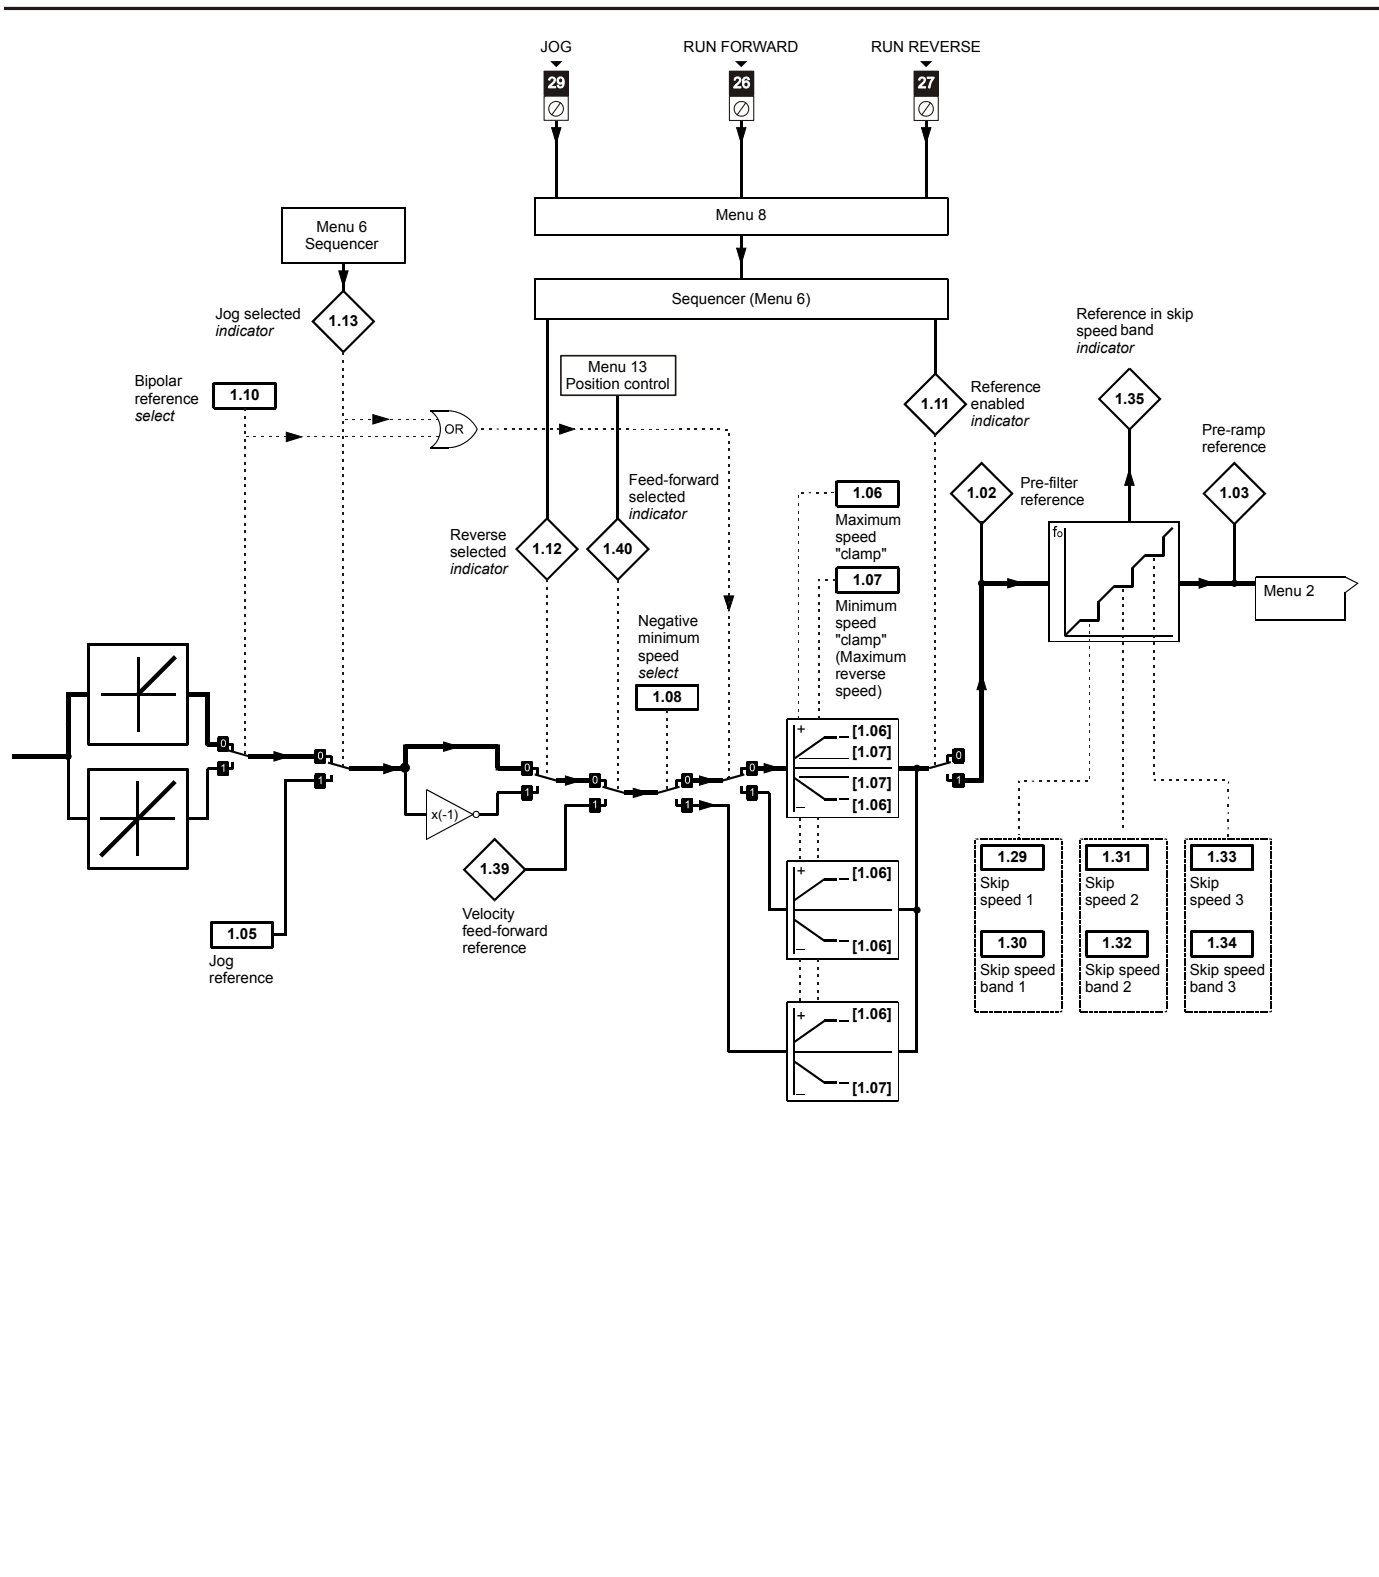 JOG
RUN FORWARD
RUN REVERSE
29
26
27
Menu 8
Menu 6
Sequencer
Sequencer (Menu 6)
Jog selected
indicator
1.13
Reference in skip
speed band
indicator
1.35
Menu 13
Position control
Bipolar
reference
select
1.10
1.11
Reference
enabled
indicator
OR
Pre-ramp
reference
1.03
Feed-forward
selected
indicator
1.06
Maximum
speed
"clamp"
1.02
Pre-filter
reference
Reverse
selected
indicator
1.12
1.40
fo
1.07
Minimum
speed
"clamp"
(Maximum
reverse
speed)
Menu 2
Negative
minimum
speed
select
1.08
0
1
0
1
x(-1)
0
1
0
1
0
1
0
1
+
[1.06]
[1.07]
[1.07]
[1.06]
_
0
1
1.39
Velocity
feed-forward
reference
+
[1.06]
[1.06]
_
1.05
Jog
reference
+
[1.06]
[1.07]
_
1.29
Skip
speed 1
1.30
Skip speed
band 1
1.31
Skip
speed 2
1.32
Skip speed
band 2
1.33
Skip
speed 3
1.34
Skip speed
band 3